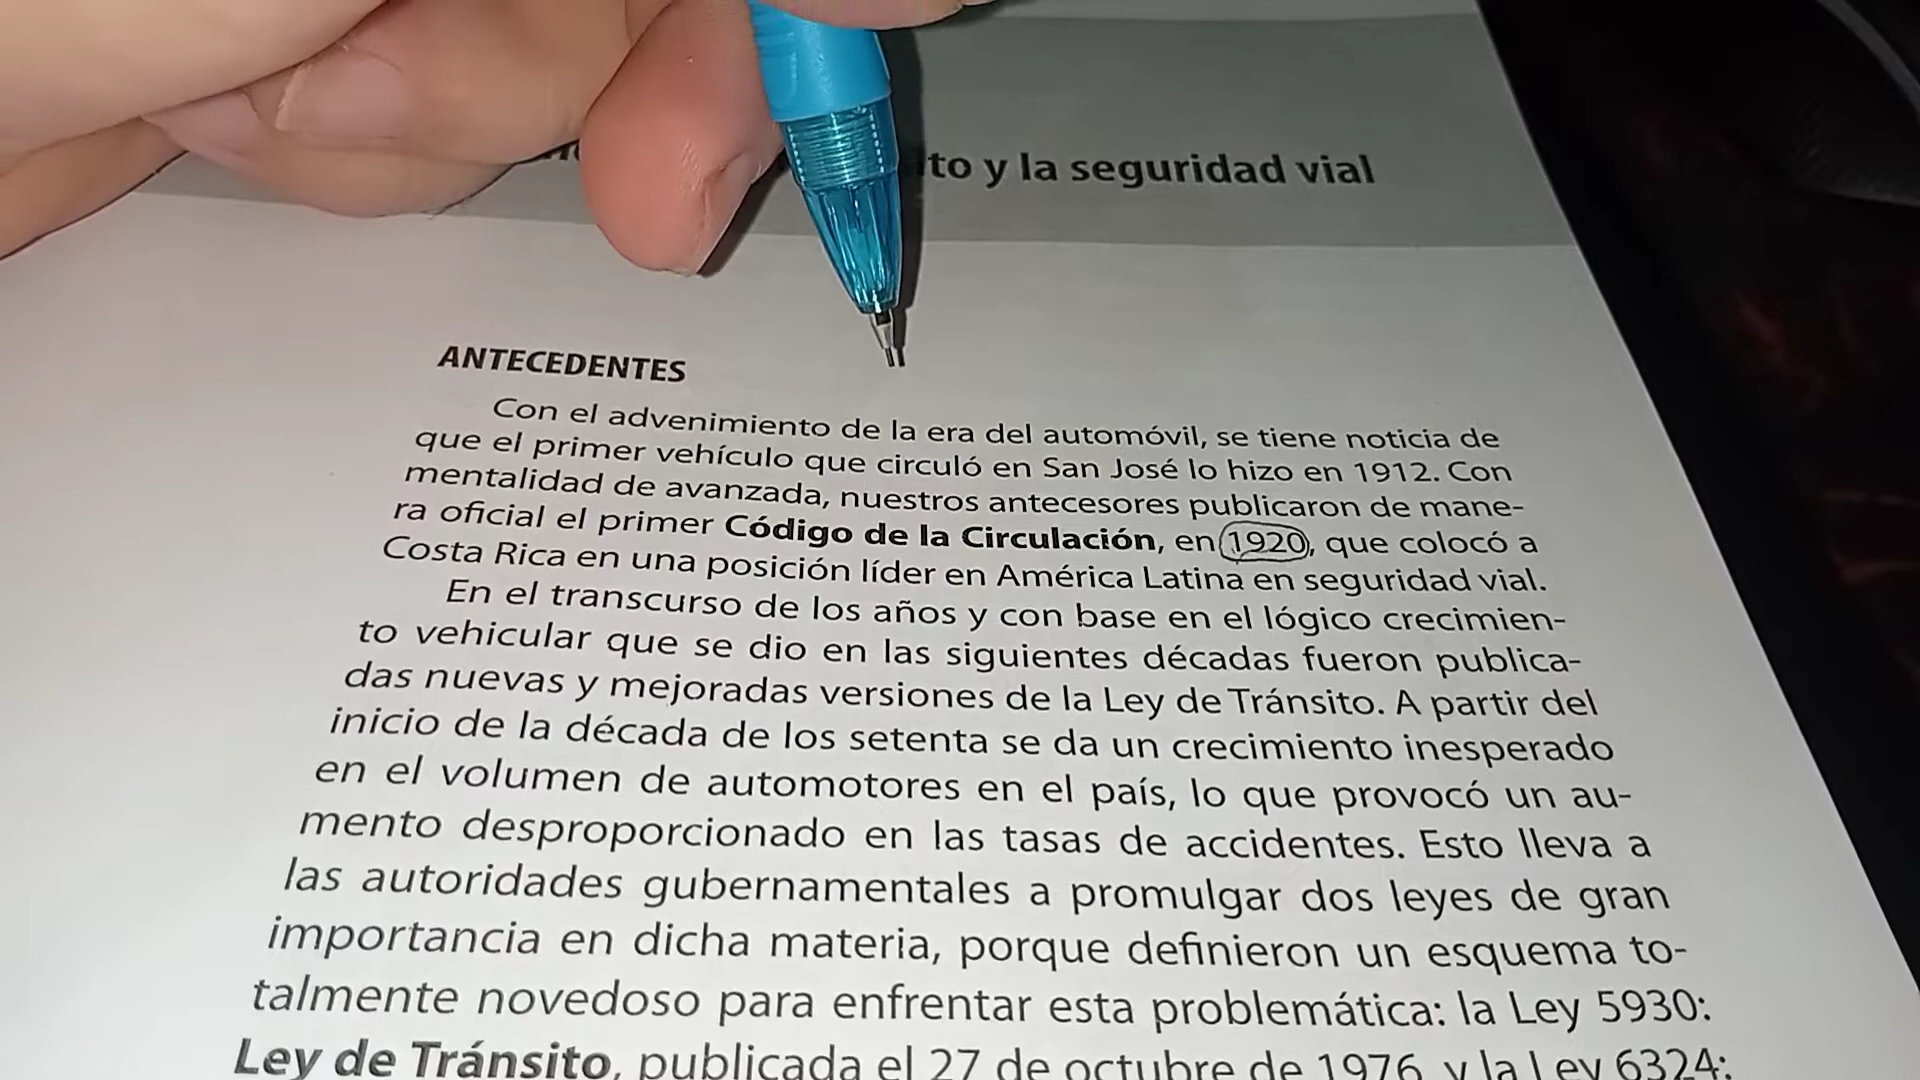 to y la seguridad vial
ANTECEDENTES
Con el advenimiento de la era del automóvil, se tiene noticia de
que el primer vehículo que circuló en San José lo hizo en 1912. Con
mentalidad de avanzada, nuestros antecesores publicaron de mane-
ra oficial el primer Código de la Circulación, en 1920, que colocó a
Costa Rica en una posición líder en América Latina en seguridad vial.
En el transcurso de los años y con base en el lógico crecimien-
to vehicular que se dio en las siguientes décadas fueron publica-
das nuevas y mejoradas versiones de la Ley de Tránsito. A partir del
inicio de la década de los setenta se da un crecimiento inesperado
en el volumen de automotores en el país, lo que provocó un au-
mento desproporcionado en las tasas de accidentes. Esto lleva a
las autoridades gubernamentales a promulgar dos leyes de gran
importancia en dicha materia, porque definieron un esquema to-
talmente novedoso para enfrentar esta problemática: la Ley 5930:
Ley de Tránsito, publicada el 27 de octubre de 1976, y la Ley 6324: